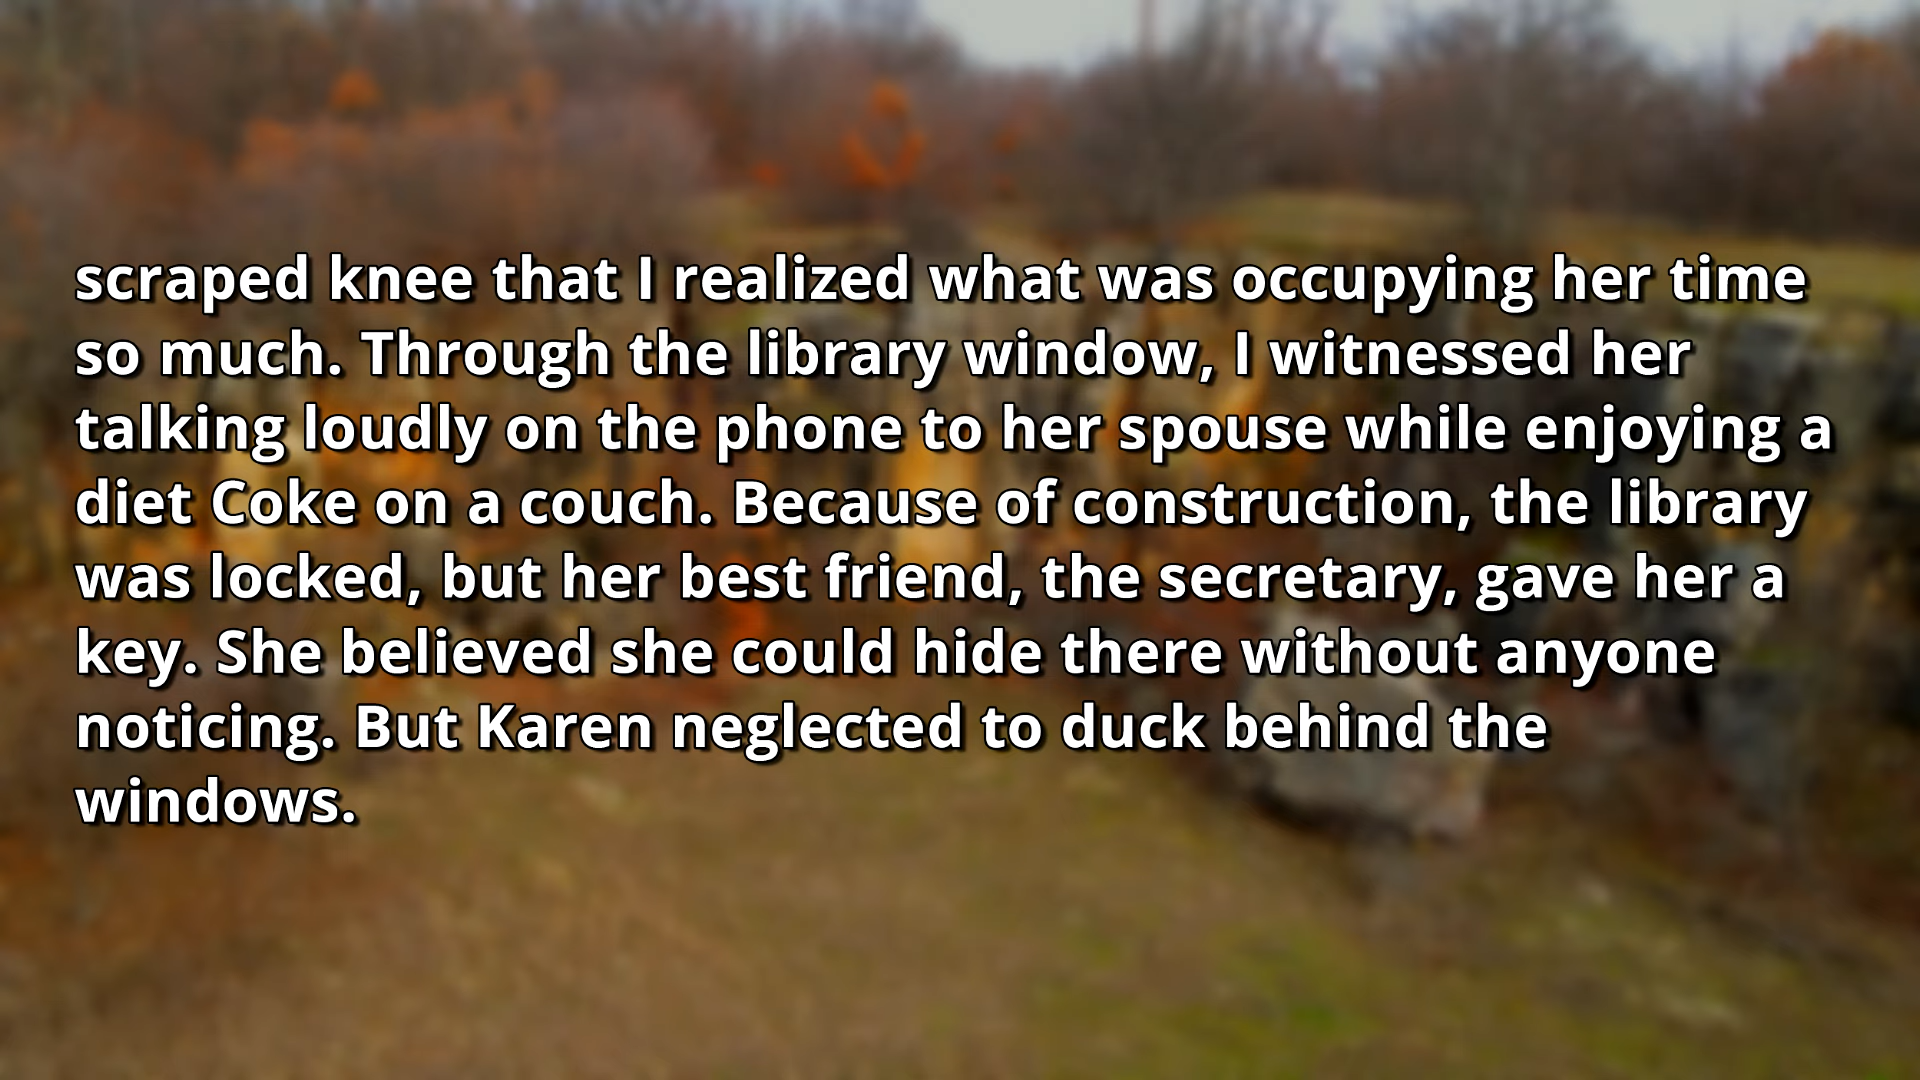 scraped knee that I realized what was occupying her time
so much. Through the library window, I witnessed her
talking loudly on the phone to her spouse while enjoying a
diet Coke on a couch. Because of construction, the library
was locked, but her best friend, the secretary, gave her a
key. She believed she could hide there without anyone
noticing. But Karen neglected to duck behind the
windows.